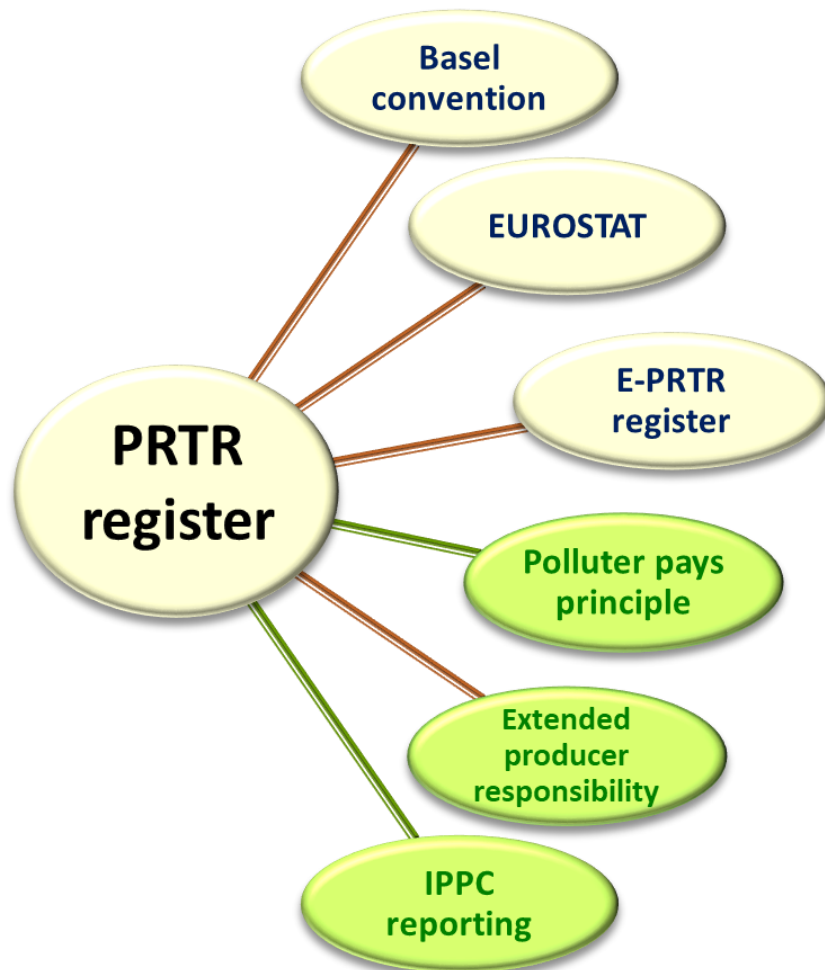 Basel
convention
EUROSTAT
E-PRTR
register
PRTR
register
Polluter pays
principle
Extended
producer
responsibility
IPPC
reporting